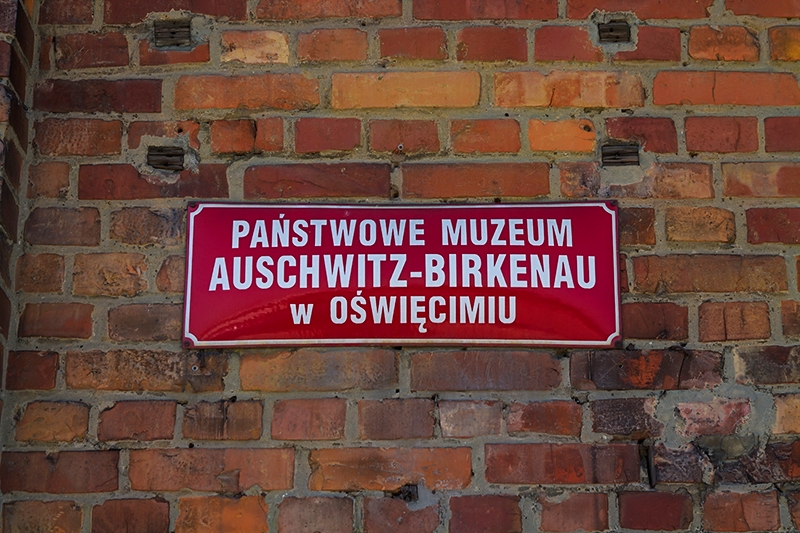 PAŃSTWOWE MUZEUM
AUSCHWITZ-BIRKENAU
w OŚWIĘCIMIU